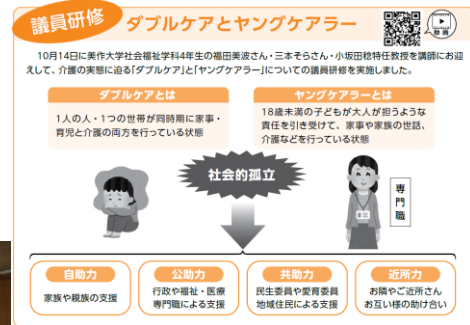 議員研修
ダブルケアとヤングケアラー
動画
10月14日に美作大学社会福祉学科4年生の福田美波さん・三本そらさん・小坂田稔特任教授を講師にお迎
えして、介護の実態に迫る「ダブルケア」と「ヤングケアラー」についての議員研修を実施しました。
ダブルケアとは
1人の人・1つの世帯が同時期に家事・
育児と介護の両方を行っている状態
ヤングケアラーとは
18歳未満の子どもが大人が担うような
責任を引き受けて、家事や家族の世話、
介護などを行っている状態
社会的孤立
専門職
自助力
家族や親族の支援
公助力
行政や福祉・医療
専門職による支援
共助力
民生委員や愛育委員
地域住民による支援
近所力
お隣やご近所さん
お互い様の助け合い